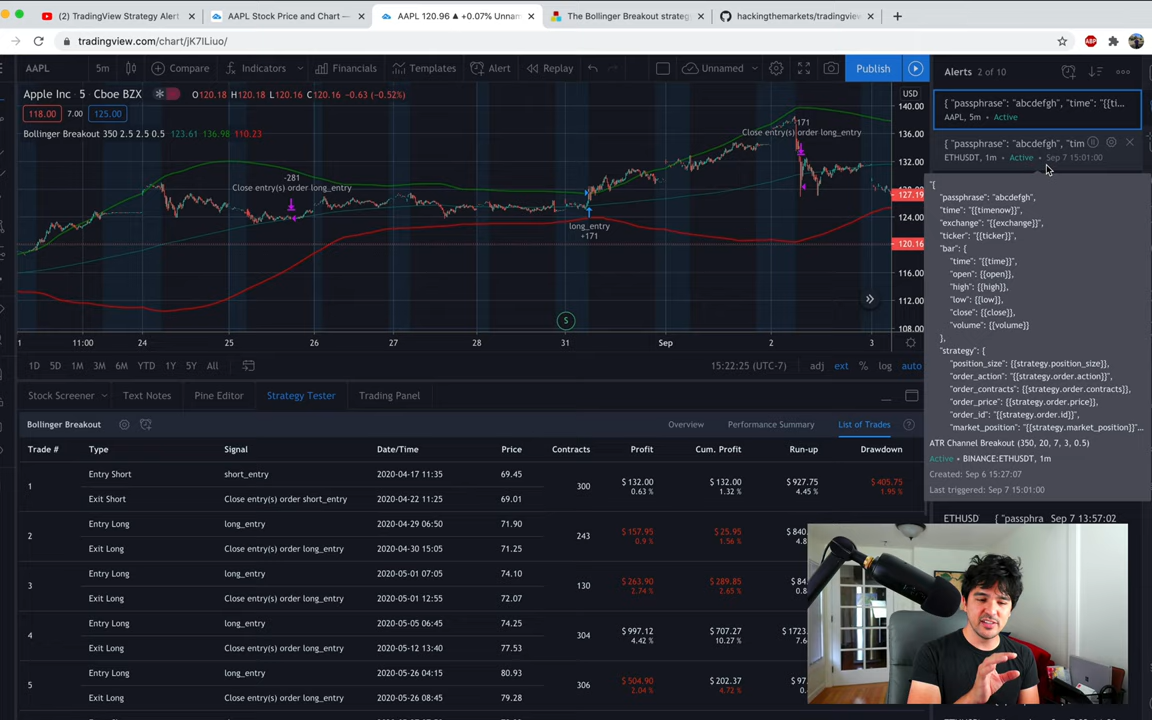 (2) TradingView Strategy Alert
AAPL Stock Price and Chart —
AAPL 120.96 ▲ +0.07% Unnam
The Bollinger Breakout strateg
hackingthemarkets/tradingview
tradingview.com/chart/jK7ILiuo/
AAPL 5m Compare Indicators Financials Templates Alert Replay Unnamed Publish
Alerts 2 of 10
Apple Inc · 5 · Cboe BZX O120.18 H120.18 L120.16 C120.16 −0.63 (−0.52%)
118.00 7.00 125.00
Bollinger Breakout 350 2.5 2.5 0.5 123.61 136.98 110.23
USD
140.00
136.00
132.00
127.19
124.00
120.16
116.00
112.00
108.00
-281
Close entry(s) order long_entry
171
Close entry(s) order long_entry
long_entry
+171
S
11:00 24 25 26 27 28 31 Sep 2 3
1D 5D 1M 3M 6M YTD 1Y 5Y All
15:22:25 (UTC-7) adj ext % log auto
{ "passphrase": "abcdefgh", "time": "{{ti...
AAPL, 5m • Active
{ "passphrase": "abcdefgh", "tim
ETHUSDT, 1m • Active • Sep 7 15:01:00
"{
"passphrase": "abcdefgh",
"time": "{{timenow}}",
"exchange": "{{exchange}}",
"ticker": "{{ticker}}",
"bar": {
"time": "{{time}}",
"open": {{open}},
"high": {{high}},
"low": {{low}},
"close": {{close}},
"volume": {{volume}}
},
"strategy": {
"position_size": {{strategy.position_size}},
"order_action": "{{strategy.order.action}}",
"order_contracts": {{strategy.order.contracts}},
"order_price": {{strategy.order.price}},
"order_id": "{{strategy.order.id}}",
"market_position": "{{strategy.market_position}}"...
ATR Channel Breakout (350, 20, 7, 3, 0.5)
Active • BINANCE:ETHUSDT, 1m
Created: Sep 6 15:27:07
Last triggered: Sep 7 15:01:00
ETHUSD { "passphra Sep 7 13:57:02
Stock Screener Text Notes Pine Editor Strategy Tester Trading Panel
Bollinger Breakout Overview Performance Summary List of Trades
Trade # Type Signal Date/Time Price Contracts Profit Cum. Profit Run-up Drawdown
1 Entry Short short_entry 2020-04-17 11:35 69.45 300 $ 132.00 0.63 % $ 132.00 1.32 % $ 927.75 4.45 % $ 405.75 1.95 %
Exit Short Close entry(s) order short_entry 2020-04-22 11:25 69.01
2 Entry Long long_entry 2020-04-29 06:50 71.90 243 $ 157.95 0.9 % $ 25.95 1.56 % $ 840. 4.8
Exit Long Close entry(s) order long_entry 2020-04-30 15:05 71.25
3 Entry Long long_entry 2020-05-01 07:05 74.10 130 $ 263.90 2.74 % $ 289.85 2.65 % $ 84
Exit Long Close entry(s) order long_entry 2020-05-01 12:55 72.07
4 Entry Long long_entry 2020-05-05 06:45 74.25 304 $ 997.12 4.42 % $ 707.27 10.27 % $ 1723 7.6
Exit Long Close entry(s) order long_entry 2020-05-12 13:40 77.53
5 Entry Long long_entry 2020-05-26 04:15 80.93 306 $ 504.90 2.04 % $ 202.37 4.72 % $ 97
Exit Long Close entry(s) order long_entry 2020-05-26 08:45 79.28